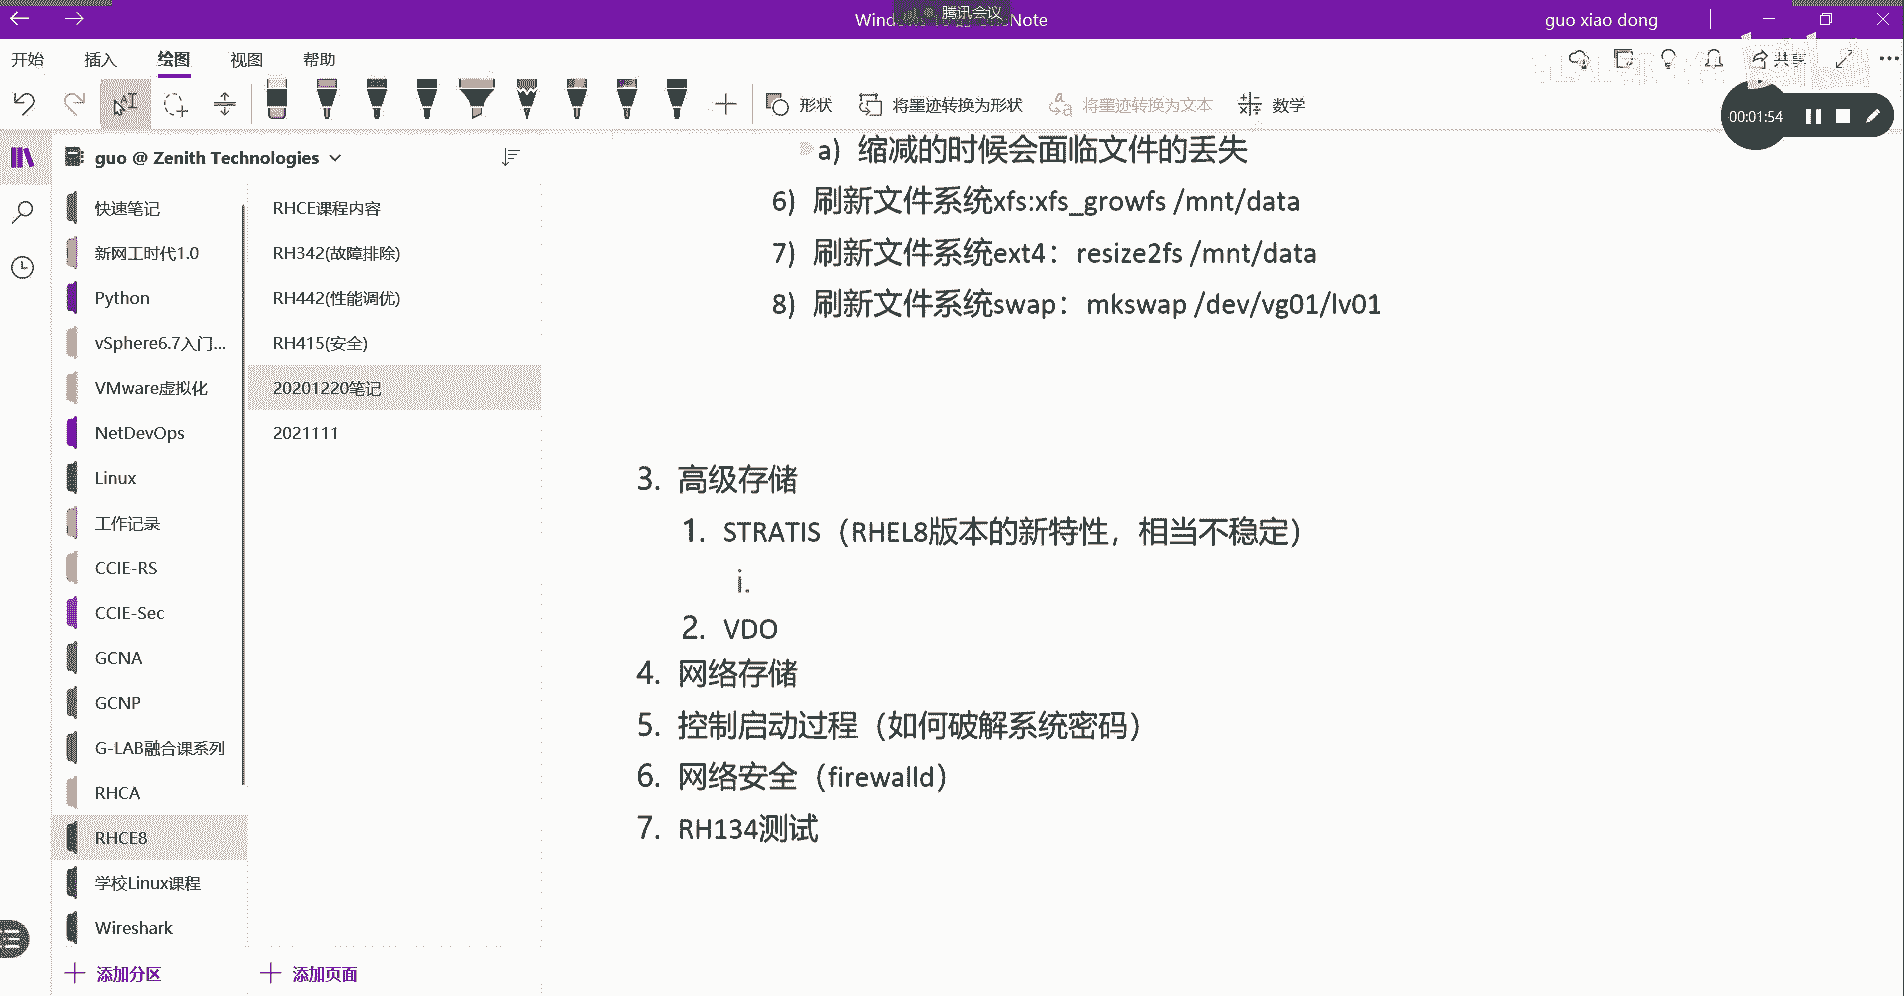 腾讯会议
guo xiao dong
开始 插入 绘图 视图 帮助
共享
形状 将墨迹转换为形状 将墨迹转换为文本 数学
00:01:54
guo @ Zenith Technologies
快速笔记
新网工时代1.0
Python
vSphere6.7入门...
VMware虚拟化
NetDevOps
Linux
工作记录
CCIE-RS
CCIE-Sec
GCNA
GCNP
G-LAB融合课系列
RHCA
RHCE8
学校Linux课程
Wireshark
添加分区
RHCE课程内容
RH342(故障排除)
RH442(性能调优)
RH415(安全)
20201220笔记
2021111
添加页面
a) 缩减的时候会面临文件的丢失
6) 刷新文件系统xfs:xfs_growfs /mnt/data
7) 刷新文件系统ext4：resize2fs /mnt/data
8) 刷新文件系统swap：mkswap /dev/vg01/lv01
3. 高级存储
1. STRATIS（RHEL8版本的新特性，相当不稳定）
i.
2. VDO
4. 网络存储
5. 控制启动过程（如何破解系统密码）
6. 网络安全（firewalld）
7. RH134测试